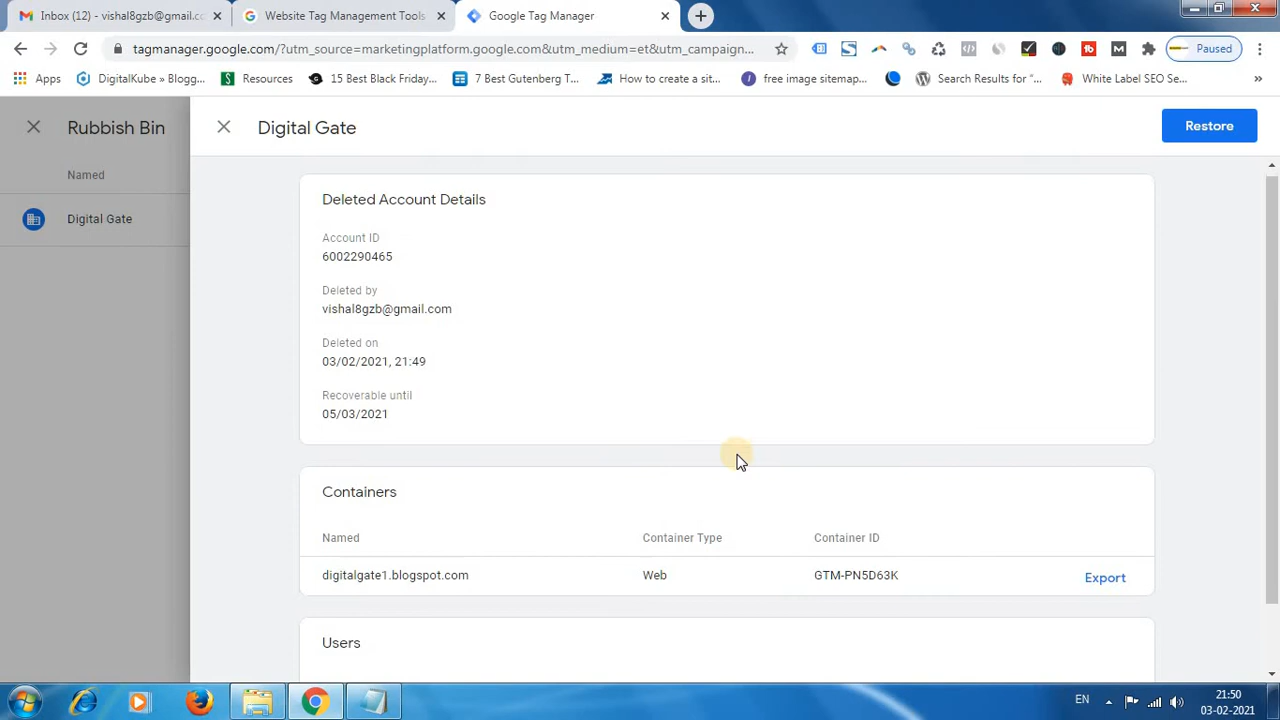 Inbox (12) - vishal8gzb@gmail.cc
Website Tag Management Tools
Google Tag Manager
tagmanager.google.com/?utm_source=marketingplatform.google.com&utm_medium=et&utm_campaign...
Paused
Apps
DigitalKube » Blogg...
Resources
15 Best Black Friday...
7 Best Gutenberg T...
How to create a sit...
free image sitemap...
Search Results for "...
White Label SEO Se...
»
Rubbish Bin
Digital Gate
Restore
Named
Digital Gate
Deleted Account Details
Account ID
6002290465
Deleted by
vishal8gzb@gmail.com
Deleted on
03/02/2021, 21:49
Recoverable until
05/03/2021
Containers
Named Container Type Container ID
digitalgate1.blogspot.com Web GTM-PN5D63K Export
Users
EN
21:50
03-02-2021